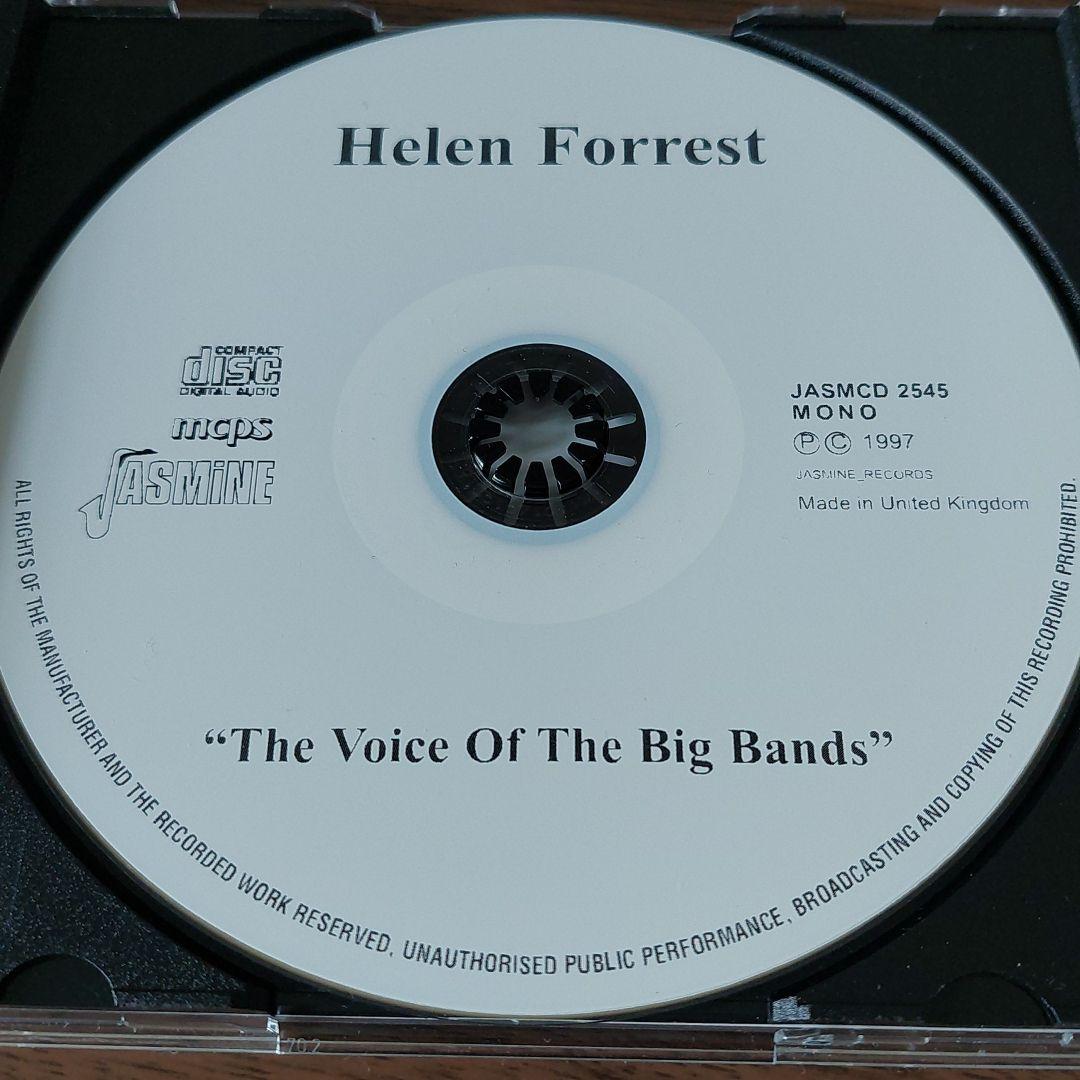 Helen Forrest
COMPACT
disc
DIGITAL AUDIO
mcps
JASMiNE
JASMCD 2545
MONO
Ⓟ © 1997
JASMINE_RECORDS
Made in United Kingdom
“The Voice Of The Big Bands”
ALL RIGHTS OF THE MANUFACTURER AND THE RECORDED WORK RESERVED. UNAUTHORISED PUBLIC PERFORMANCE, BROADCASTING AND COPYING OF THIS RECORDING PROHIBITED.